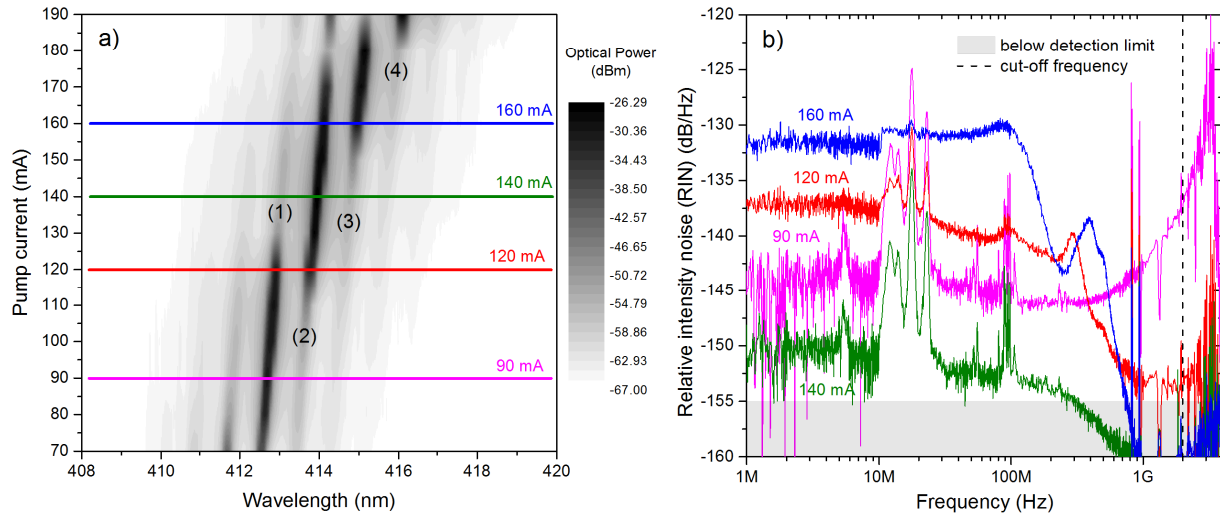 a)
Pump current (mA)
190
180
170
160
150
140
130
120
110
100
90
80
70
160 mA
140 mA
120 mA
90 mA
(1)
(2)
(3)
(4)
408
410
412
414
416
418
420
Wavelength (nm)
Optical Power
(dBm)
-26.29
-30.36
-34.43
-38.50
-42.57
-46.65
-50.72
-54.79
-58.86
-62.93
-67.00
b)
Relative intensity noise (RIN) (dB/Hz)
-120
-125
-130
-135
-140
-145
-150
-155
-160
below detection limit
cut-off frequency
160 mA
120 mA
90 mA
140 mA
1M
10M
100M
1G
Frequency (Hz)